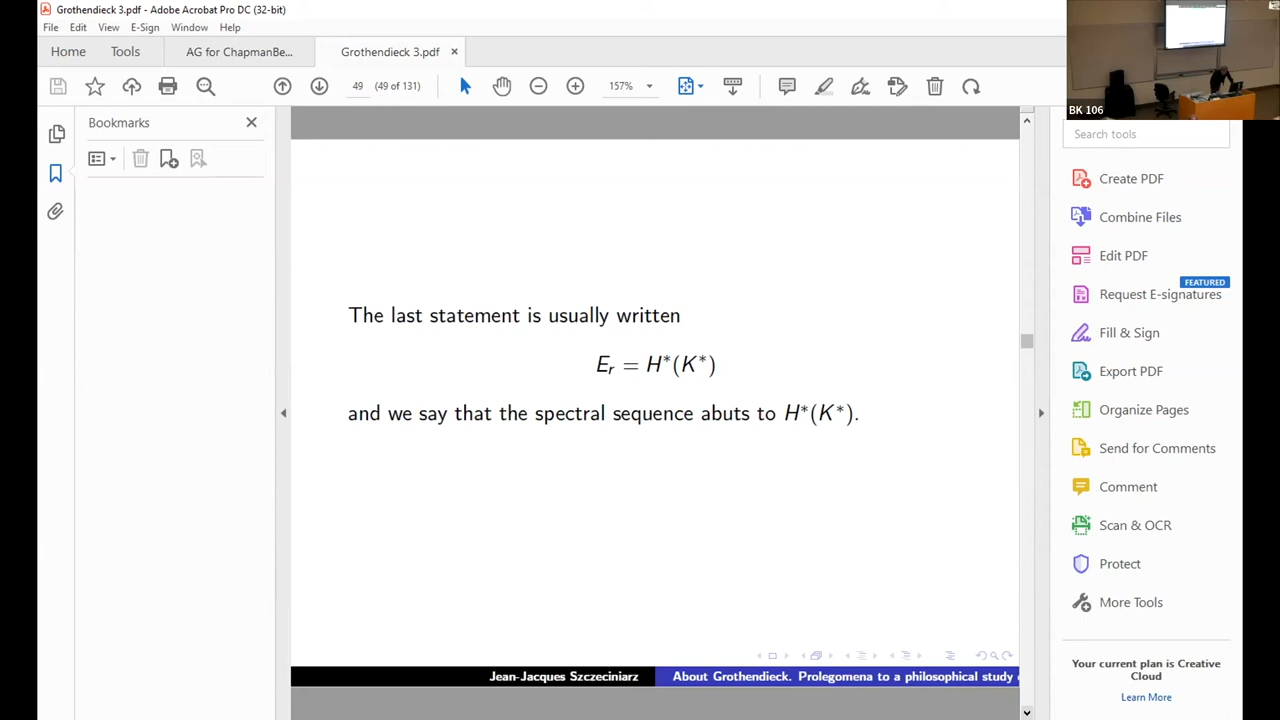 Grothendieck 3.pdf - Adobe Acrobat Pro DC (32-bit)
File Edit View E-Sign Window Help
Home Tools AG for ChapmanBe... Grothendieck 3.pdf ×
49 (49 of 131) 157%
BK 106
Bookmarks
Search tools
Create PDF
Combine Files
Edit PDF
FEATURED
Request E-signatures
Fill & Sign
Export PDF
Organize Pages
Send for Comments
Comment
Scan & OCR
Protect
More Tools
Your current plan is Creative
Cloud
Learn More
The last statement is usually written
E_r = H*(K*)
and we say that the spectral sequence abuts to H*(K*).
Jean-Jacques Szczeciniarz About Grothendieck. Prolegomena to a philosophical study